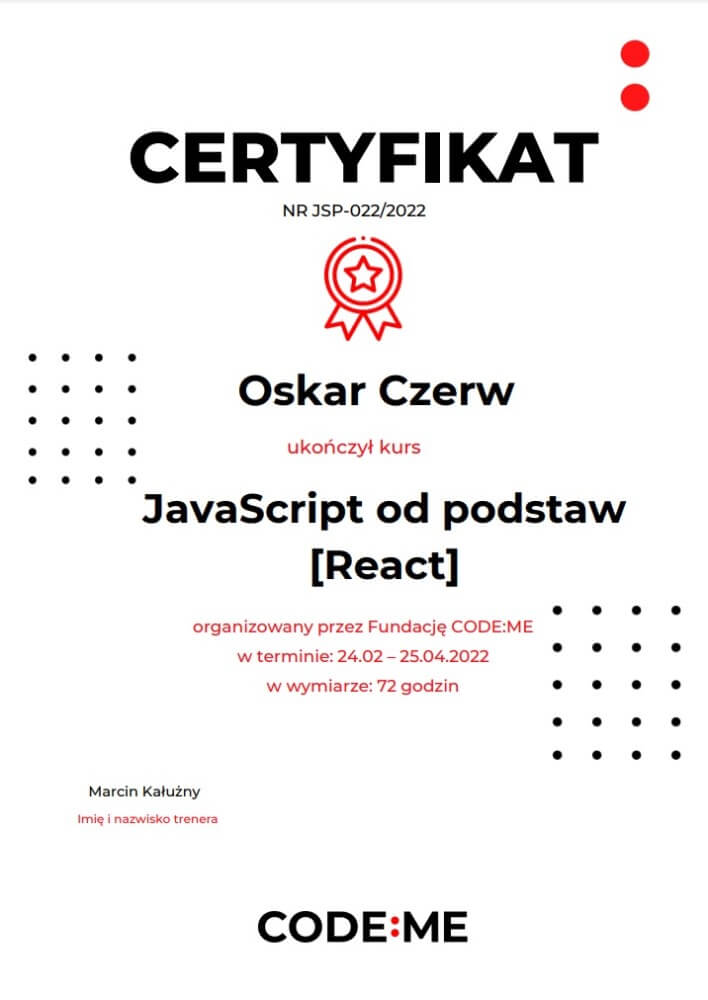 CERTYFIKAT
NR JSP-022/2022
Oskar Czerw
ukończył kurs
JavaScript od podstaw
[React]
organizowany przez Fundację CODE:ME
w terminie: 24.02 – 25.04.2022
w wymiarze: 72 godzin
Marcin Kałużny
Imię i nazwisko trenera
CODE:ME